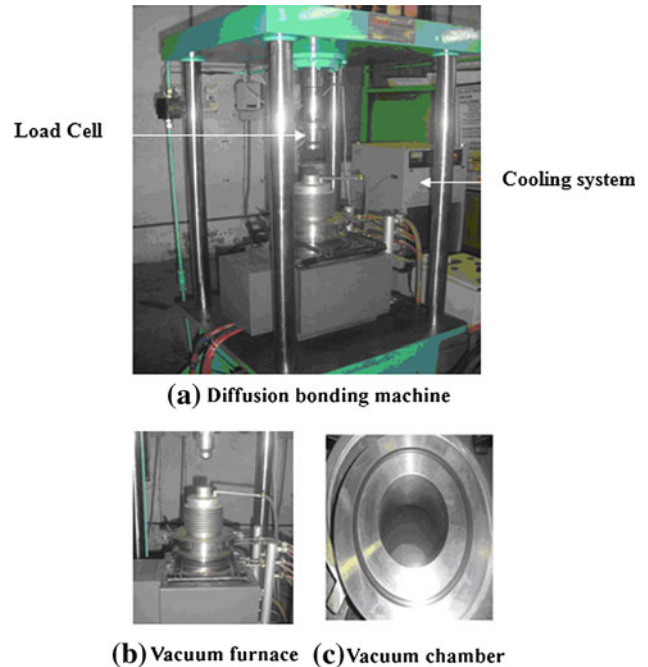 Load Cell
Cooling system
(a) Diffusion bonding machine
(b) Vacuum furnace (c) Vacuum chamber